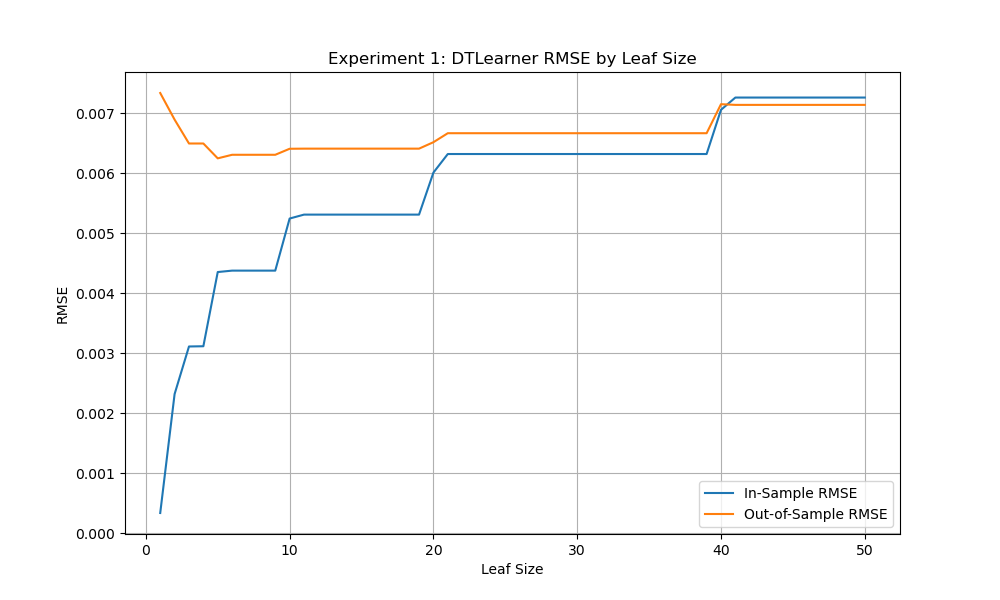 Experiment 1: DTLearner RMSE by Leaf Size
RMSE
0.007
0.006
0.005
0.004
0.003
0.002
0.001
0.000
0 10 20 30 40 50
Leaf Size
In-Sample RMSE
Out-of-Sample RMSE